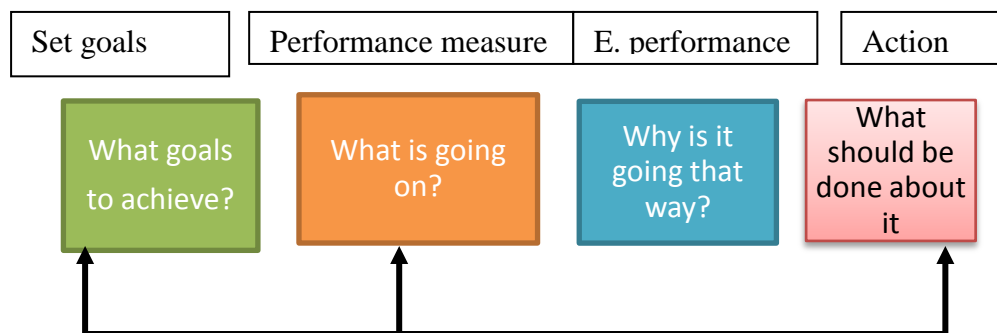 Set goals
Performance measure
E. performance
Action
What goals
to achieve?
What is going
on?
Why is it
going that
way?
What
should be
done about
it